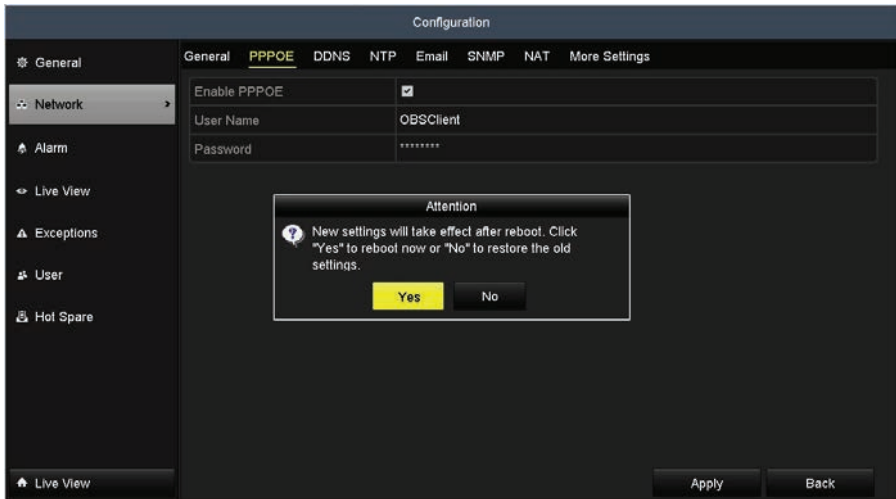 Configuration
General
Network
Alarm
Live View
Exceptions
User
Hot Spare
Live View
General PPPOE DDNS NTP Email SNMP NAT More Settings
Enable PPPOE
User Name OBSClient
Password ********
Attention
New settings will take effect after reboot. Click
"Yes" to reboot now or "No" to restore the old
settings.
Yes No
Apply Back